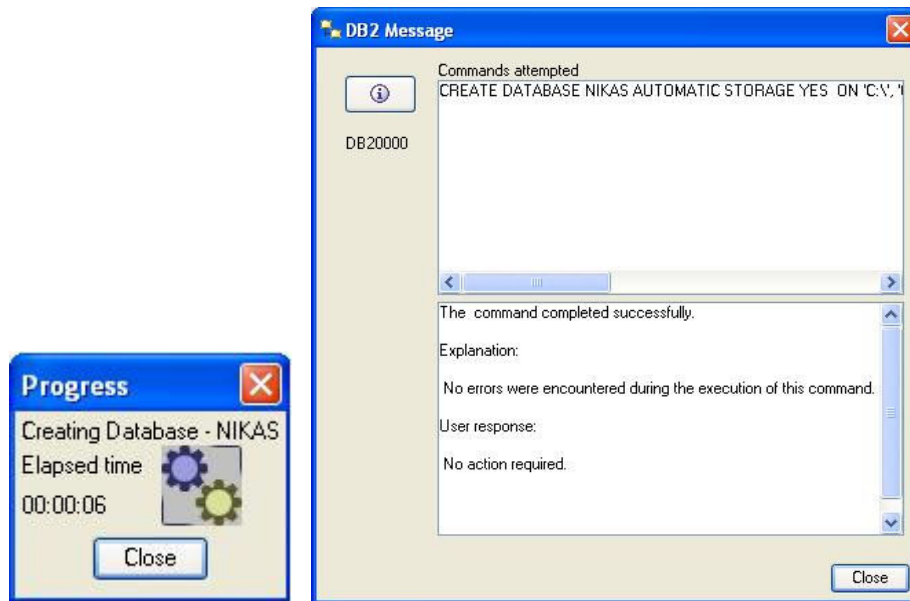 Progress
Creating Database - NIKAS
Elapsed time
00:00:06
Close
DB2 Message
Commands attempted
CREATE DATABASE NIKAS AUTOMATIC STORAGE YES ON 'C:\', '
DB20000
The command completed successfully.
Explanation:
No errors were encountered during the execution of this command.
User response:
No action required.
Close